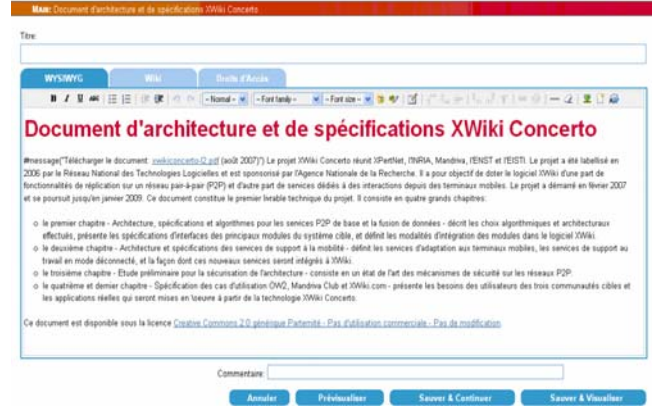 MAIN: Document d'architecture et de spécifications XWiki Concerto
Titre:
WYSIWYG Wiki Droits d'Accès
B I U ABC – Normal – – Font family – – Font size –
Document d'architecture et de spécifications XWiki Concerto
#message("Télécharger le document xwikiconcerto-l2.pdf (août 2007)") Le projet XWiki Concerto réunit XPertNet, l'INRIA, Mandriva, l'ENST et l'EISTI. Le projet a été labellisé en
2006 par le Réseau National des Technologies Logicielles et est sponsorisé par l'Agence Nationale de la Recherche. Il a pour objectif de doter le logiciel XWiki d'une part de
fonctionnalités de réplication sur un réseau pair-à-pair (P2P) et d'autre part de services dédiés à des interactions depuis des terminaux mobiles. Le projet a démarré en février 2007
et se poursuit jusqu'en janvier 2009. Ce document constitue le premier livrable technique du projet. Il consiste en quatre grands chapitres:
le premier chapitre - Architecture, spécifications et algorithmes pour les services P2P de base et la fusion de données - décrit les choix algorithmiques et architecturaux
effectués, présente les spécifications d'interfaces des principaux modules du système cible, et définit les modalités d'intégration des modules dans le logiciel XWiki.
le deuxième chapitre - Architecture et spécifications des services de support à la mobilité - définit les services d'adaptation aux terminaux mobiles, les services de support au
travail en mode déconnecté, et la façon dont ces nouveaux services seront intégrés à XWiki.
le troisième chapitre - Etude préliminaire pour la sécurisation de l'architecture - consiste en un état de l'art des mécanismes de sécurité sur les réseaux P2P.
le quatrième et dernier chapitre - Spécification des cas d'utilisation OW2, Mandriva Club et XWiki.com - présente les besoins des utilisateurs des trois communautés cibles et
les applications réelles qui seront mises en \oeuvre à partir de la technologie XWiki Concerto.
Ce document est disponible sous la licence Creative Commons 2.0 générique Paternité - Pas d'utilisation commerciale - Pas de modification
Commentaire:
Annuler Prévisualiser Sauver & Continuer Sauver & Visualiser